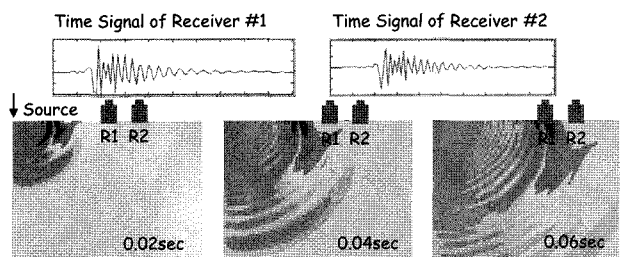 Time Signal of Receiver #1
Time Signal of Receiver #2
Source
R1 R2
R1 R2
R1 R2
0.02sec
0.04sec
0.06sec